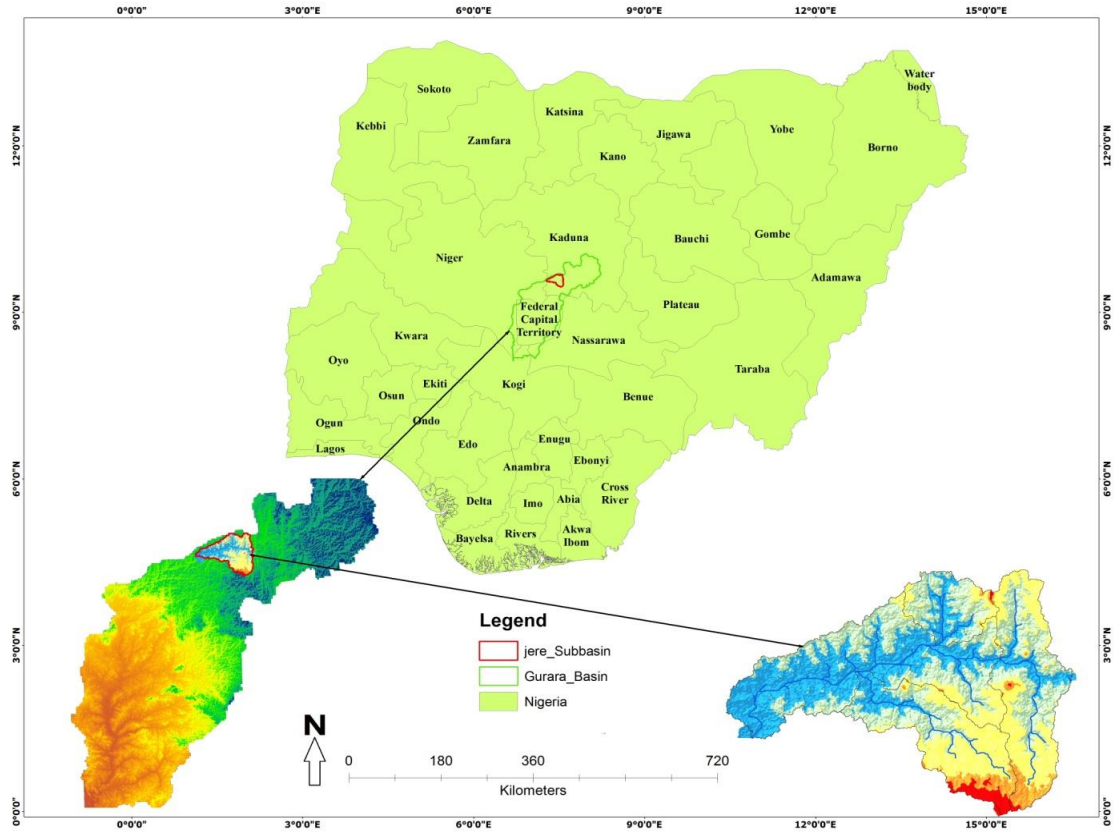 0°0'0" 3°0'0"E 6°0'0"E 9°0'0"E 12°0'0"E 15°0'0"E
Water
body
Sokoto
Katsina
Kebbi
Zamfara
Jigawa
Yobe
Borno
Kano
Kaduna
Bauchi
Gombe
Niger
Adamawa
Plateau
Federal
Capital
Territory
Nassarawa
Kwara
Oyo
Taraba
Ekiti
Kogi
Osun
Benue
Ogun
Ondo
Edo
Enugu
Lagos
Ebonyi
Anambra
Cross
River
Delta
Imo
Abia
Bayelsa
Rivers
Akwa
Ibom
12°0'0"N
9°0'0"N
6°0'0"N
3°0'0"N
0°0'0"
12°0'0"N
9°0'0"N
6°0'0"N
3°0'0"N
0°0'0"
Legend
jere_Subbasin
Gurara_Basin
Nigeria
N
0 180 360 720
Kilometers
0°0'0" 3°0'0"E 6°0'0"E 9°0'0"E 12°0'0"E 15°0'0"E